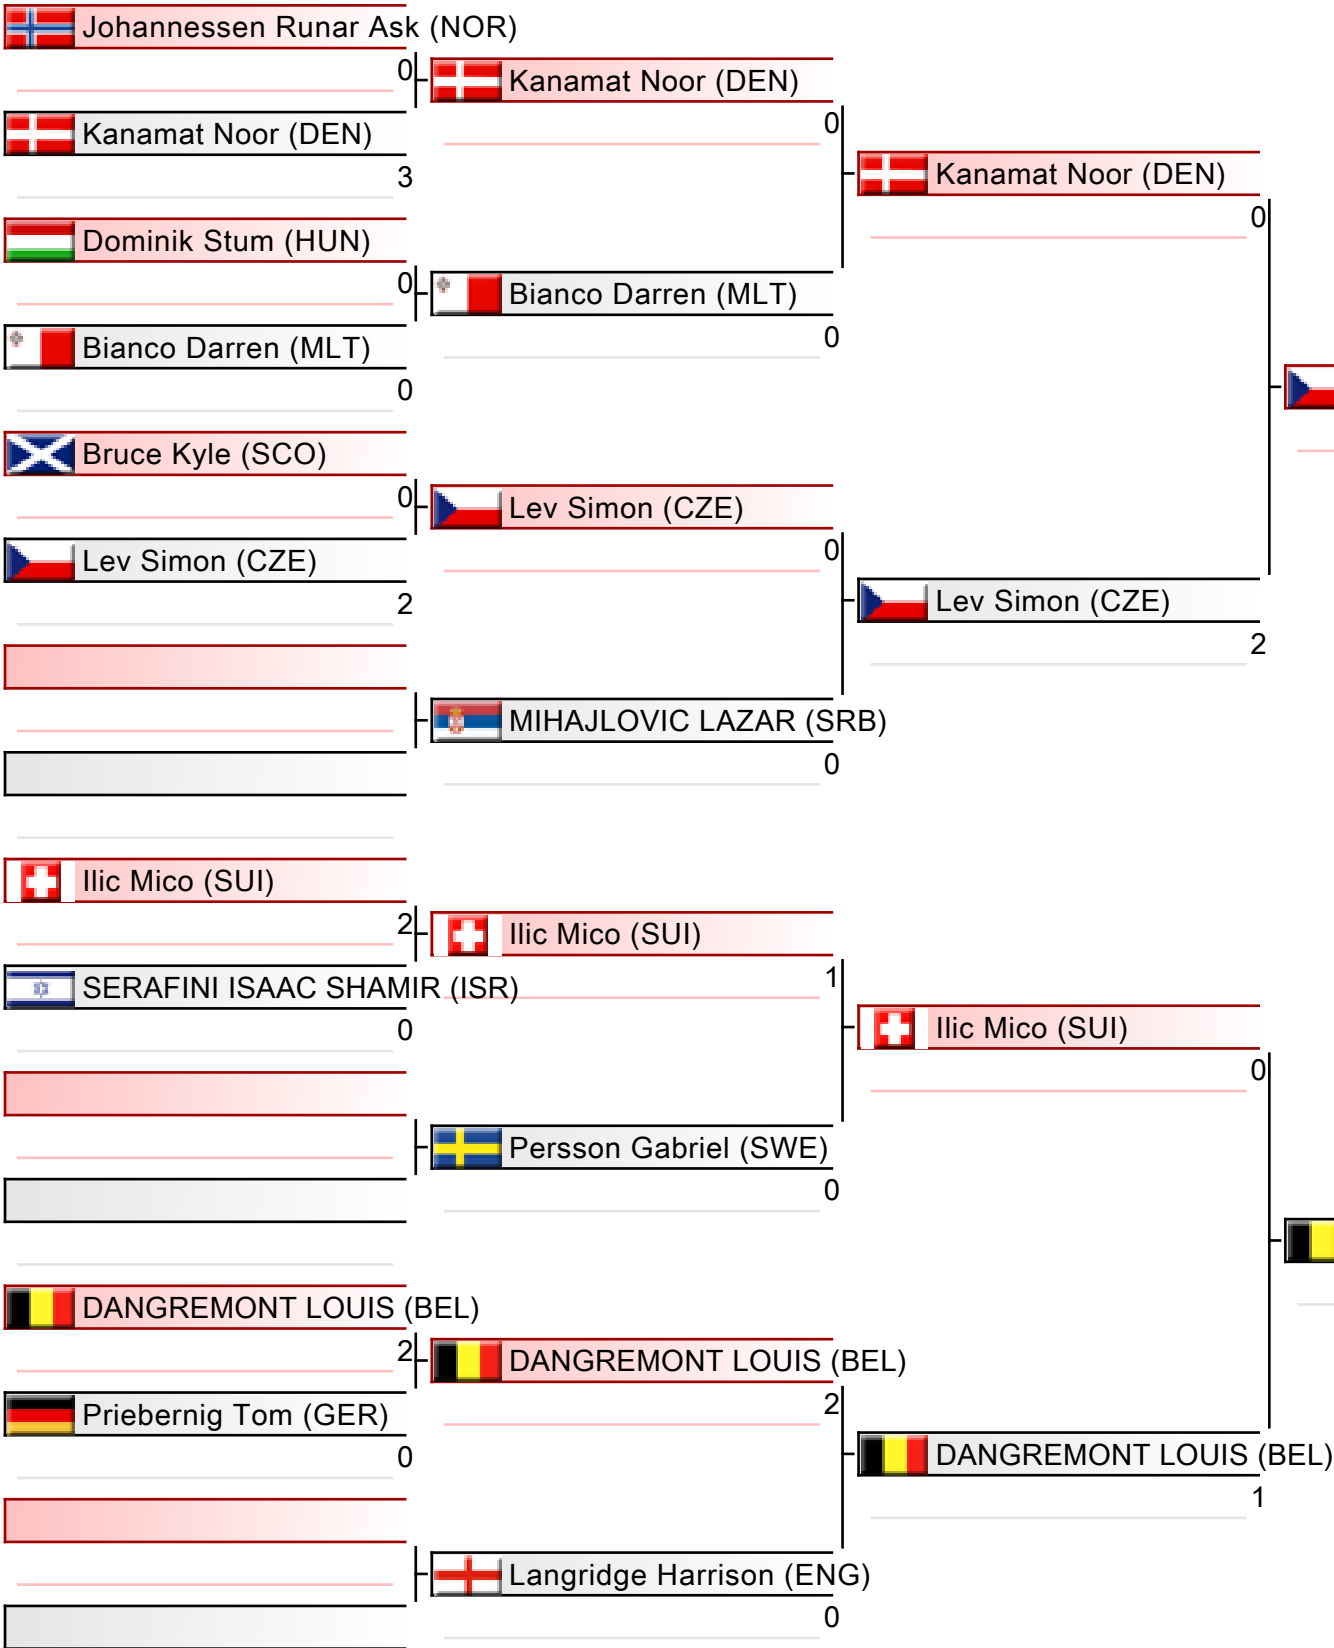 Johannessen Runar Ask (NOR)
0
Kanamat Noor (DEN)
Kanamat Noor (DEN)
0
Kanamat Noor (DEN)
3
0
Dominik Stum (HUN)
0
Bianco Darren (MLT)
Bianco Darren (MLT)
0
0
Bruce Kyle (SCO)
0
Lev Simon (CZE)
Lev Simon (CZE)
0
Lev Simon (CZE)
2
2
MIHAJLOVIC LAZAR (SRB)
0
Ilic Mico (SUI)
2
Ilic Mico (SUI)
SERAFINI ISAAC SHAMIR (ISR)
1
Ilic Mico (SUI)
0
0
Persson Gabriel (SWE)
0
DANGREMONT LOUIS (BEL)
2
DANGREMONT LOUIS (BEL)
Priebernig Tom (GER)
2
DANGREMONT LOUIS (BEL)
0
1
Langridge Harrison (ENG)
0